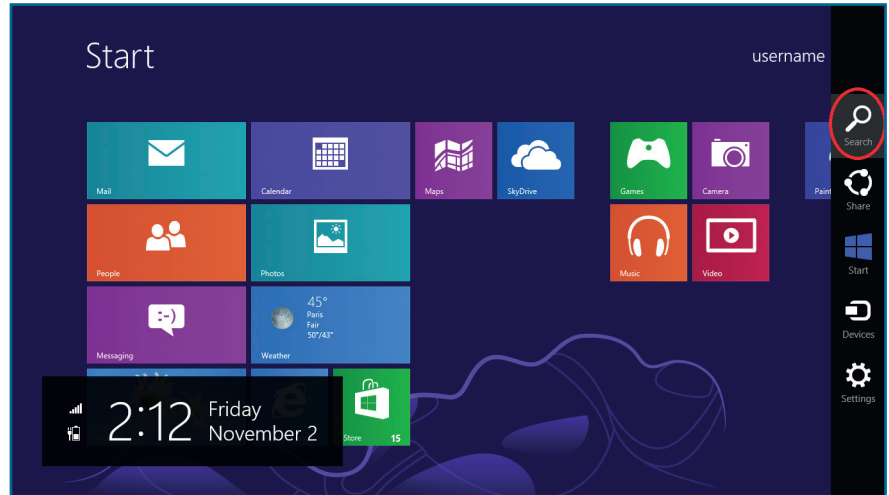 Start
username
Mail
Calendar
Maps
SkyDrive
Games
Camera
Paint
People
Photos
Music
Video
:-)
Messaging
45°
Paris
Fair
50°/43°
Weather
Store
15
2:12
Friday
November 2
Search
Share
Start
Devices
Settings